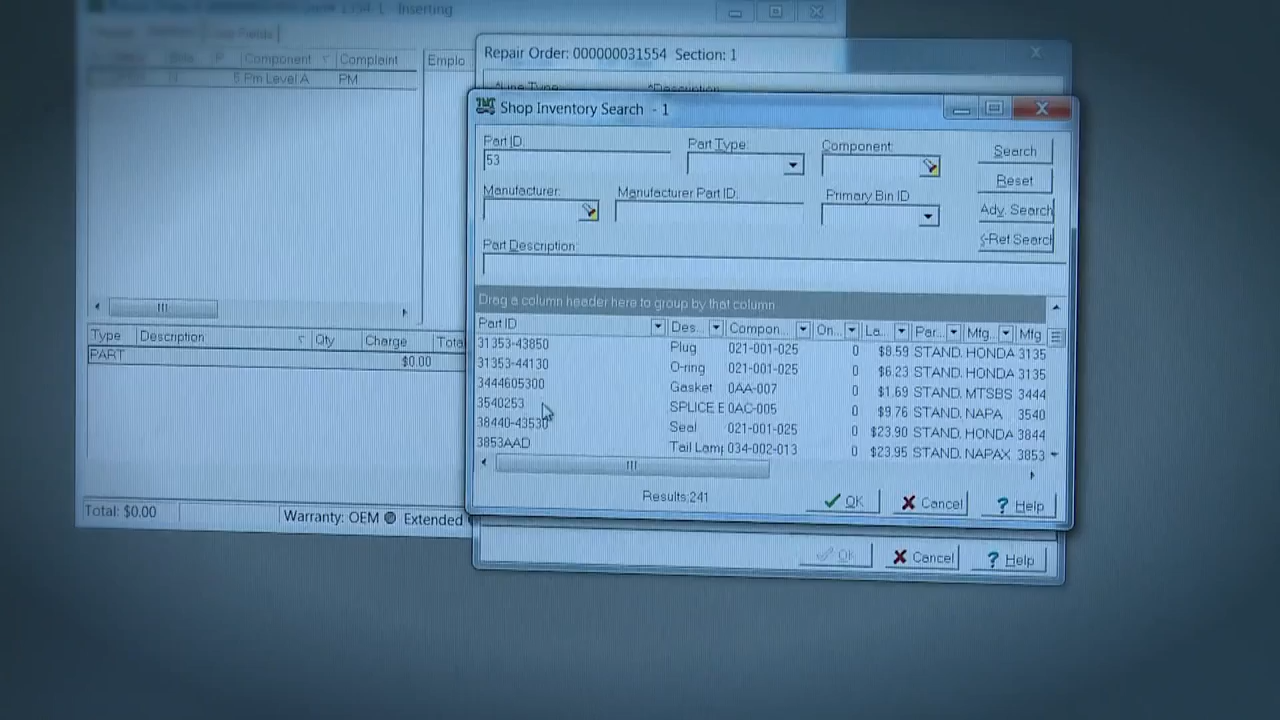 Inserting
Component Complaint
5 Pm Level A PM
Emplo
Type Description Qty Charge Total
PART $0.00
Total: $0.00 Warranty: OEM Extended
Repair Order: 000000031554 Section: 1
Shop Inventory Search - 1
Part ID: Part Type: Component:
53
Search
Reset
Manufacturer: Manufacturer Part ID: Primary Bin ID
Adv. Search
Part Description:
Drag a column header here to group by that column
Part ID Des... Compon... On... La... Par... Mfg. Mfg
31353-43850 Plug 021-001-025 0 $8.59 STAND. HONDA 3135
31353-44130 O-ring 021-001-025 0 $6.23 STAND. HONDA 3135
3444605300 Gasket 0AA-007 0 $1.69 STAND. MTSBS 3444
3540253 SPLICE E 0AC-005 0 $9.76 STAND. NAPA 3540
38440-43530 Seal 021-001-025 0 $23.90 STAND. HONDA 3844
3853AAD Tail Lam 034-002-013 0 $23.95 STAND. NAPAX 3853
Results:241
OK Cancel Help
Ok Cancel Help